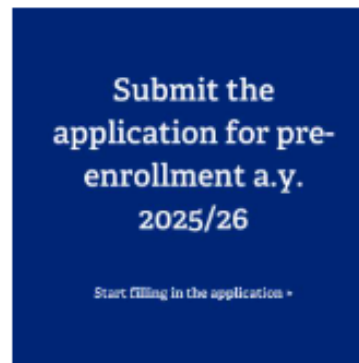 Submit the
application for pre-
enrollment a.y.
2025/26
Start filling in the application »